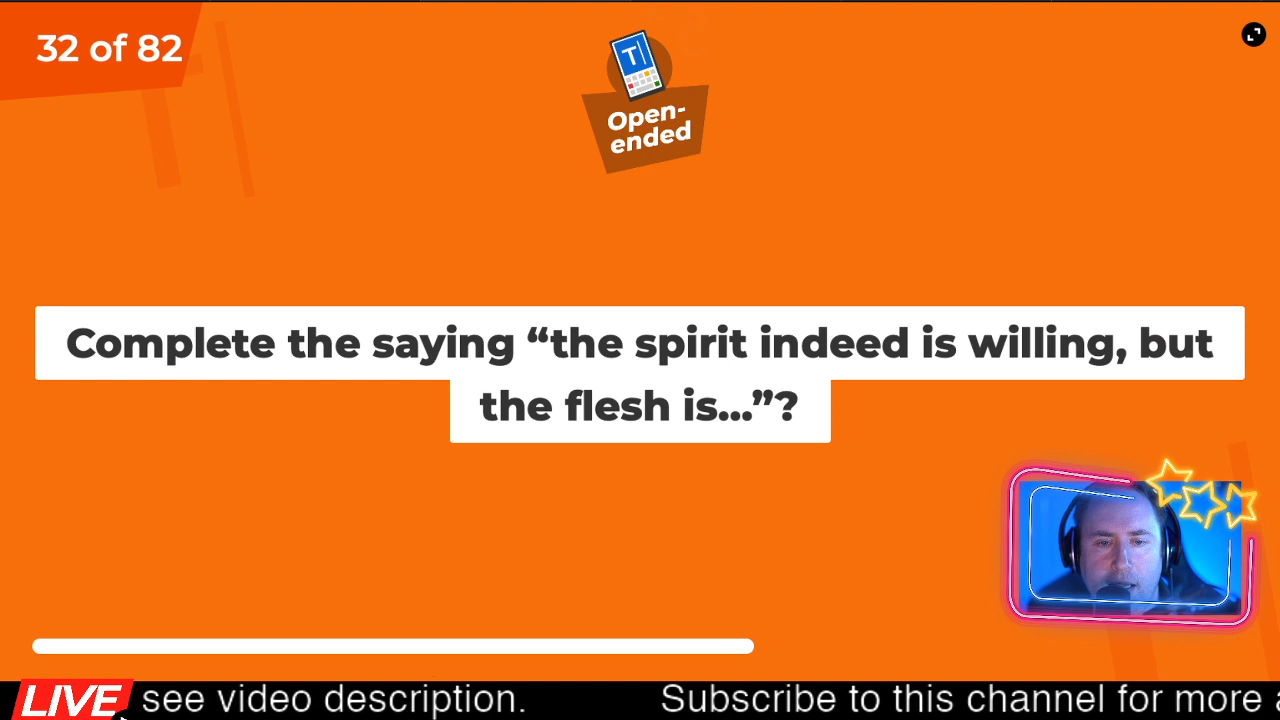 32 of 82
T
Open-
ended
Complete the saying “the spirit indeed is willing, but
the flesh is...”?
LIVE see video description. Subscribe to this channel for more